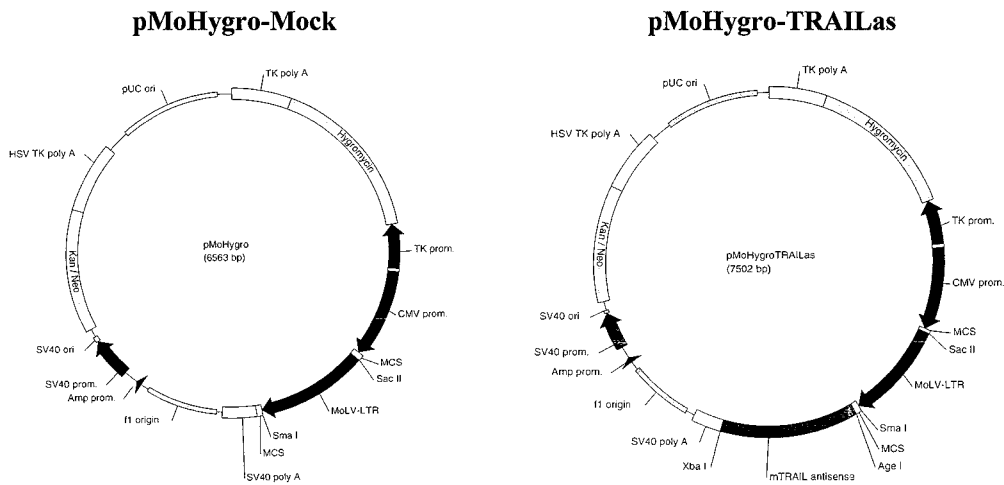 pMoHygro-Mock
TK poly A
pUC ori
Hygromycin
HSV TK poly A
TK prom.
pMoHygro
(6563 bp)
Kan / Neo
CMV prom.
SV40 ori
MCS
Sac II
SV40 prom.
Amp prom.
MoLV-LTR
f1 origin
Sma I
MCS
SV40 poly A
pMoHygro-TRAILas
TK poly A
pUC ori
Hygromycin
HSV TK poly A
TK prom.
pMoHygroTRAILas
(7502 bp)
Kan / Neo
CMV prom.
SV40 ori
MCS
Sac II
SV40 prom.
Amp prom.
MoLV-LTR
f1 origin
Sma I
MCS
SV40 poly A
Age I
Xba I
mTRAIL antisense